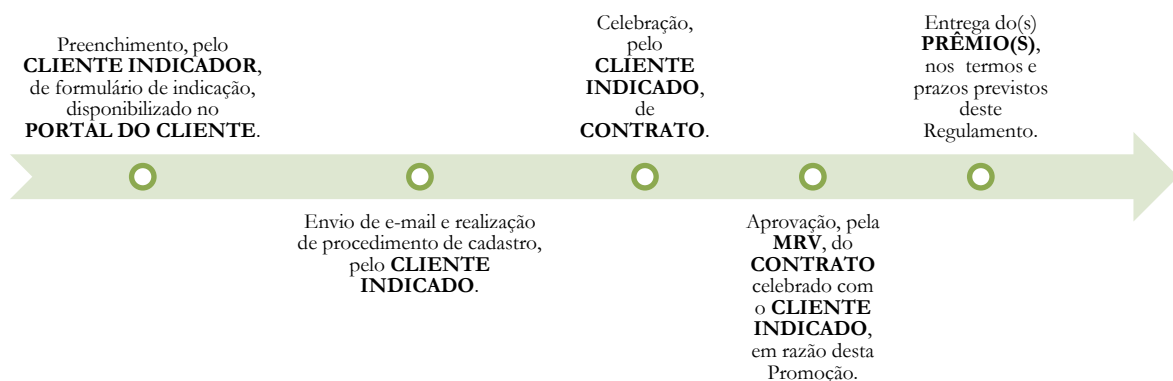 Preenchimento, pelo
CLIENTE INDICADOR,
de formulário de indicação,
disponibilizado no
PORTAL DO CLIENTE.
Envio de e-mail e realização
de procedimento de cadastro,
pelo CLIENTE
INDICADO.
Celebração,
pelo
CLIENTE
INDICADO,
de
CONTRATO.
Aprovação, pela
MRV, do
CONTRATO
celebrado com
o CLIENTE
INDICADO,
em razão desta
Promoção.
Entrega do(s)
PRÊMIO(S),
nos termos e
prazos previstos
deste
Regulamento.